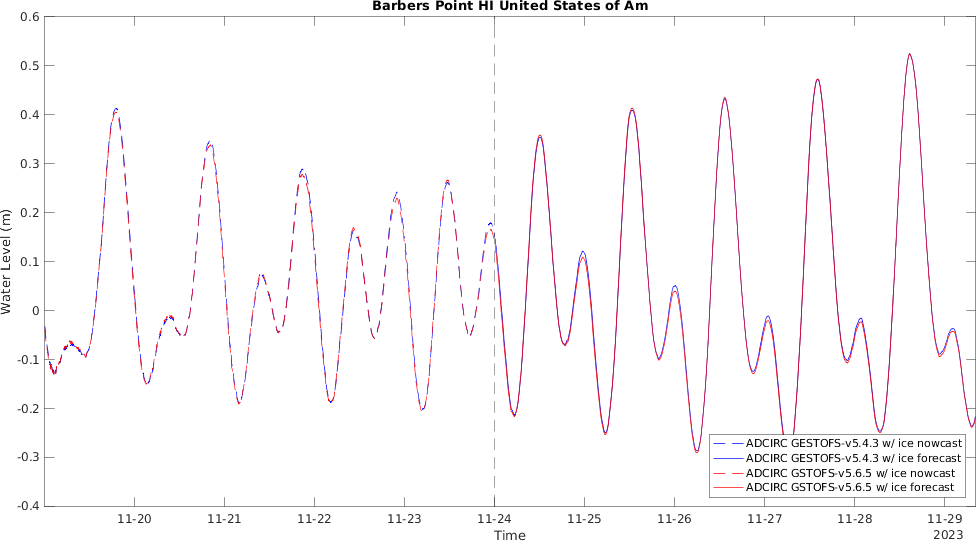 Barbers Point HI United States of Am
0.6
0.5
0.4
0.3
0.2
0.1
0
-0.1
-0.2
-0.3
-0.4
Water Level (m)
ADCIRC GESTOFS-v5.4.3 w/ ice nowcast
ADCIRC GESTOFS-v5.4.3 w/ ice forecast
ADCIRC GSTOFS-v5.6.5 w/ ice nowcast
ADCIRC GSTOFS-v5.6.5 w/ ice forecast
11-20 11-21 11-22 11-23 11-24 11-25 11-26 11-27 11-28 11-29
Time
2023